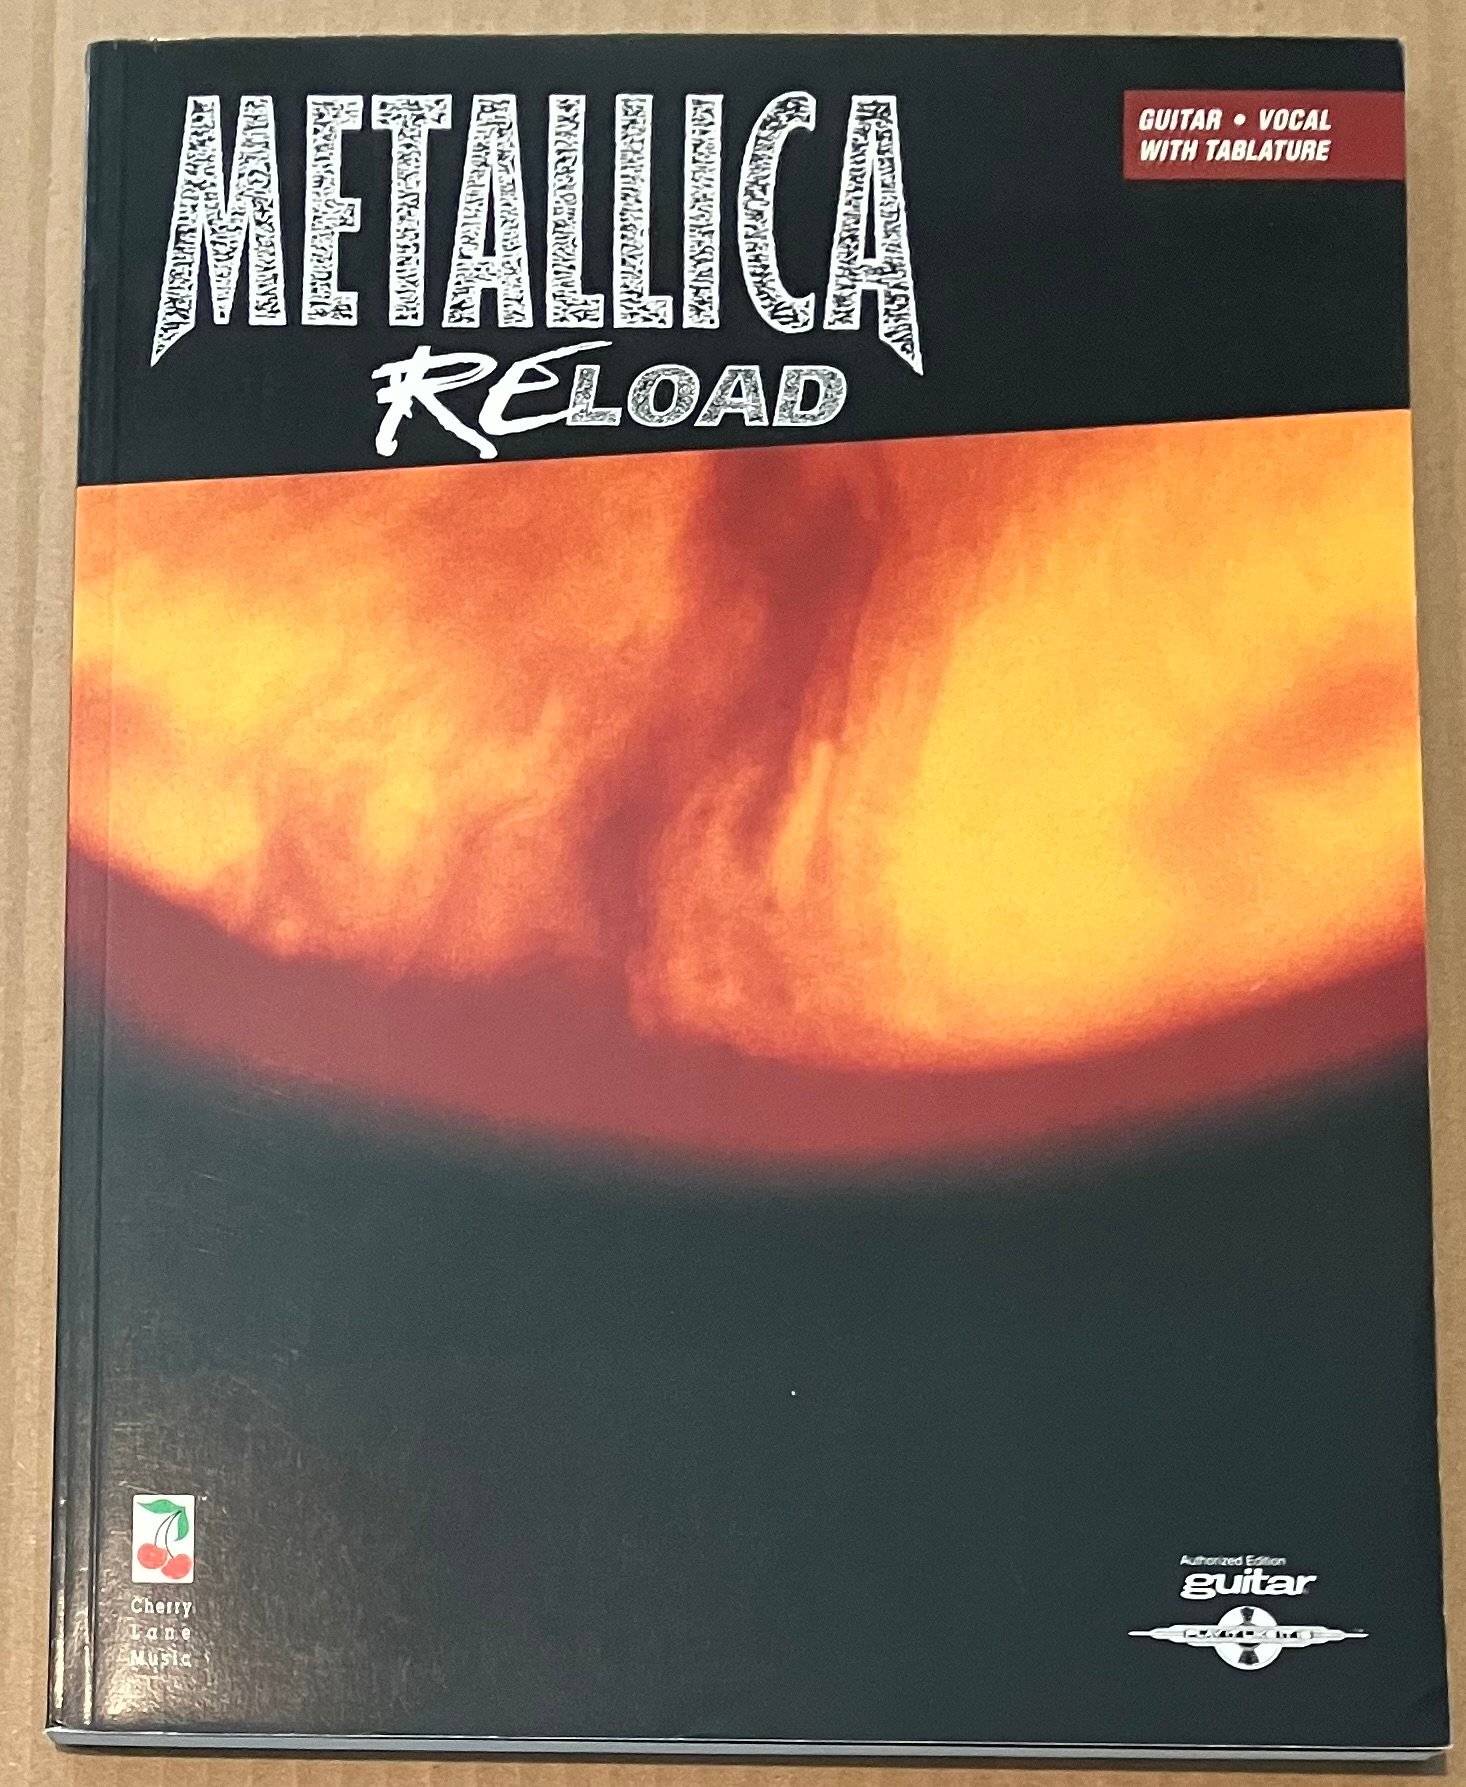 METALLICA
RELOAD
GUITAR • VOCAL
WITH TABLATURE
Cherry
Lane
Music
Authorized Edition
guitar